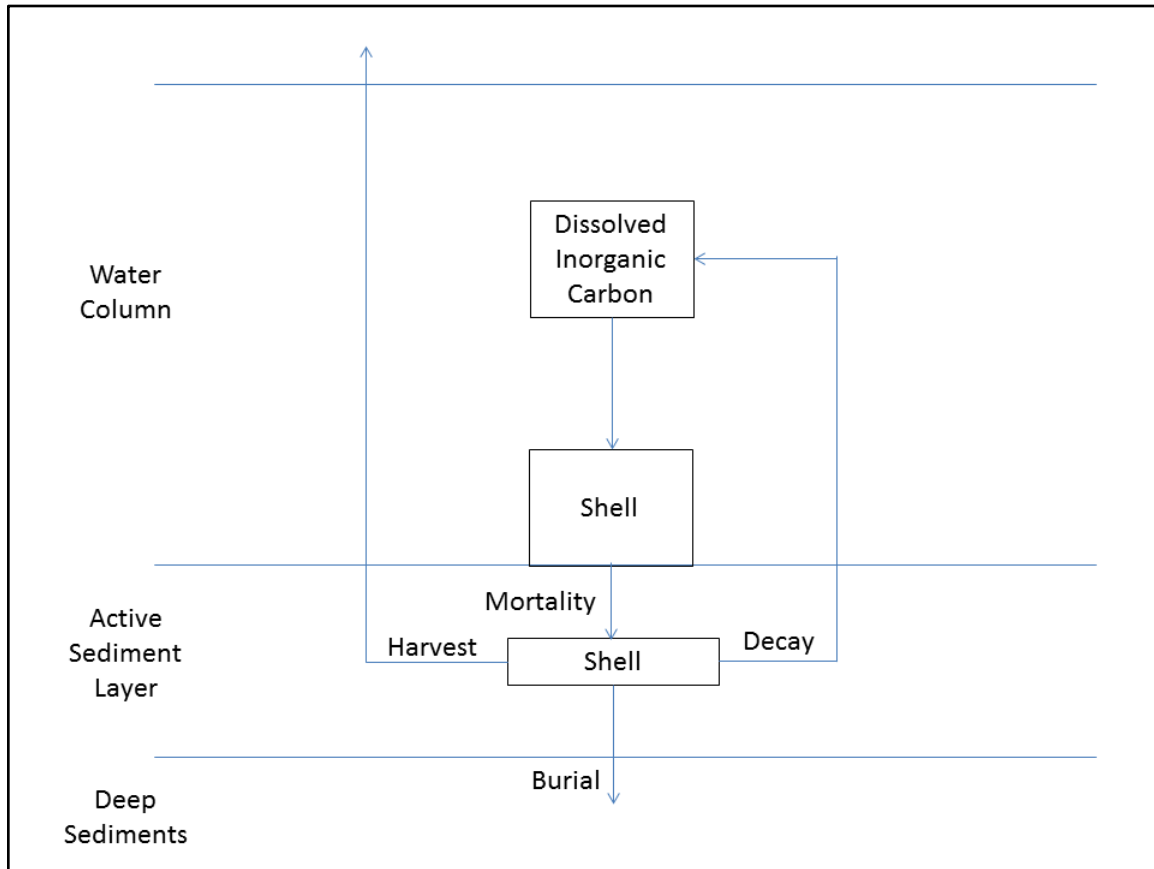 Dissolved
Inorganic
Carbon
Water
Column
Shell
Mortality
Active
Sediment
Layer
Harvest
Shell
Decay
Burial
Deep
Sediments